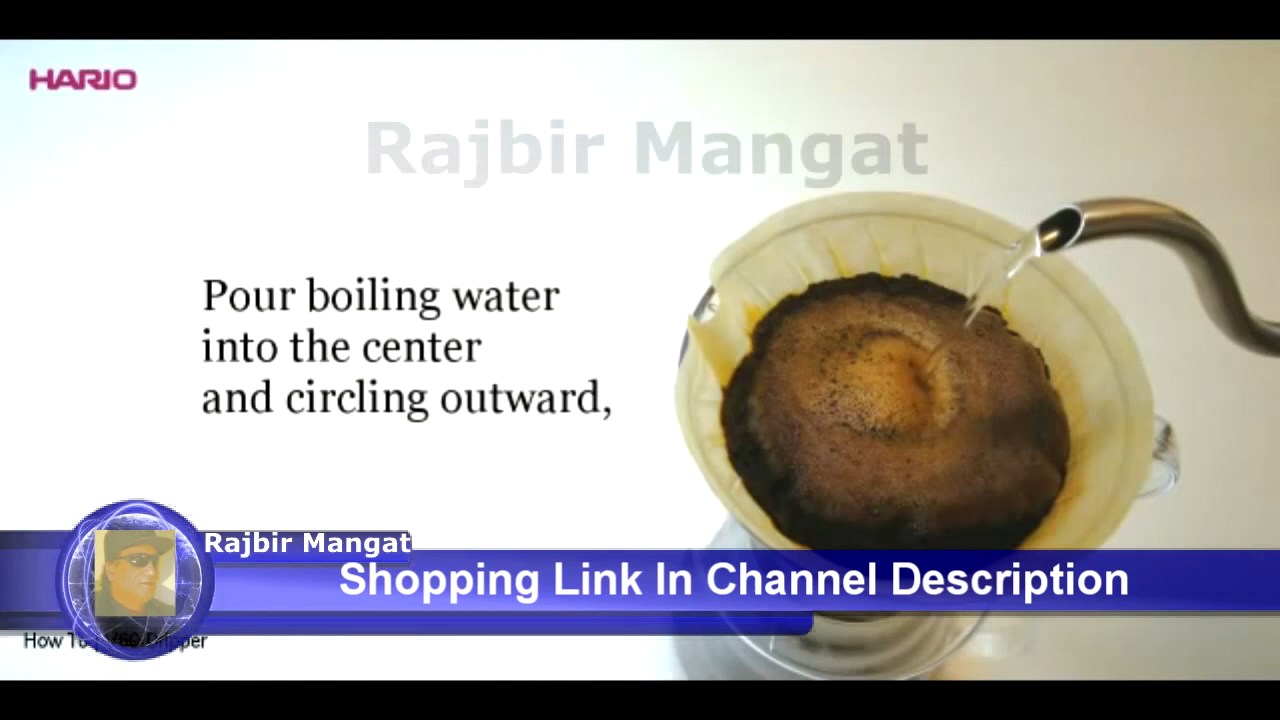 HARIO
Rajbir Mangat
Pour boiling water
into the center
and circling outward,
Rajbir Mangat
Shopping Link In Channel Description
How To